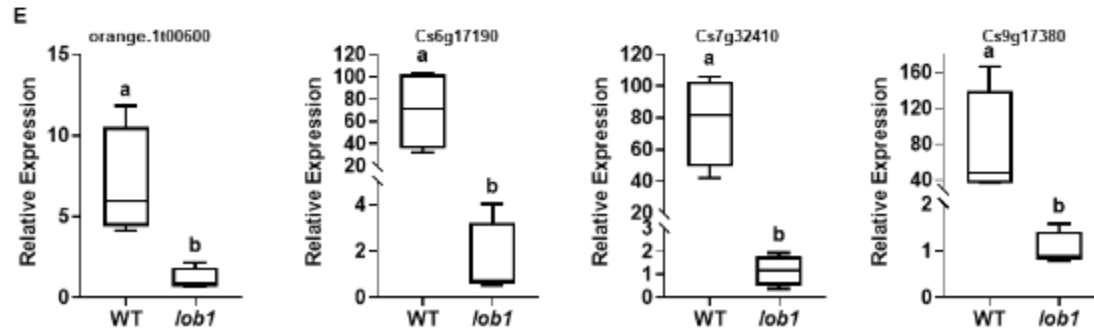 E
orange.1t00600
Relative Expression
15
10
5
0
a
b
WT lob1
Cs6g17190
Relative Expression
120
100
80
60
40
20
4
2
0
a
b
WT lob1
Cs7g32410
Relative Expression
120
100
80
60
40
20
3
2
1
0
a
b
WT lob1
Cs9g17380
Relative Expression
160
120
80
40
2
1
0
a
b
WT lob1